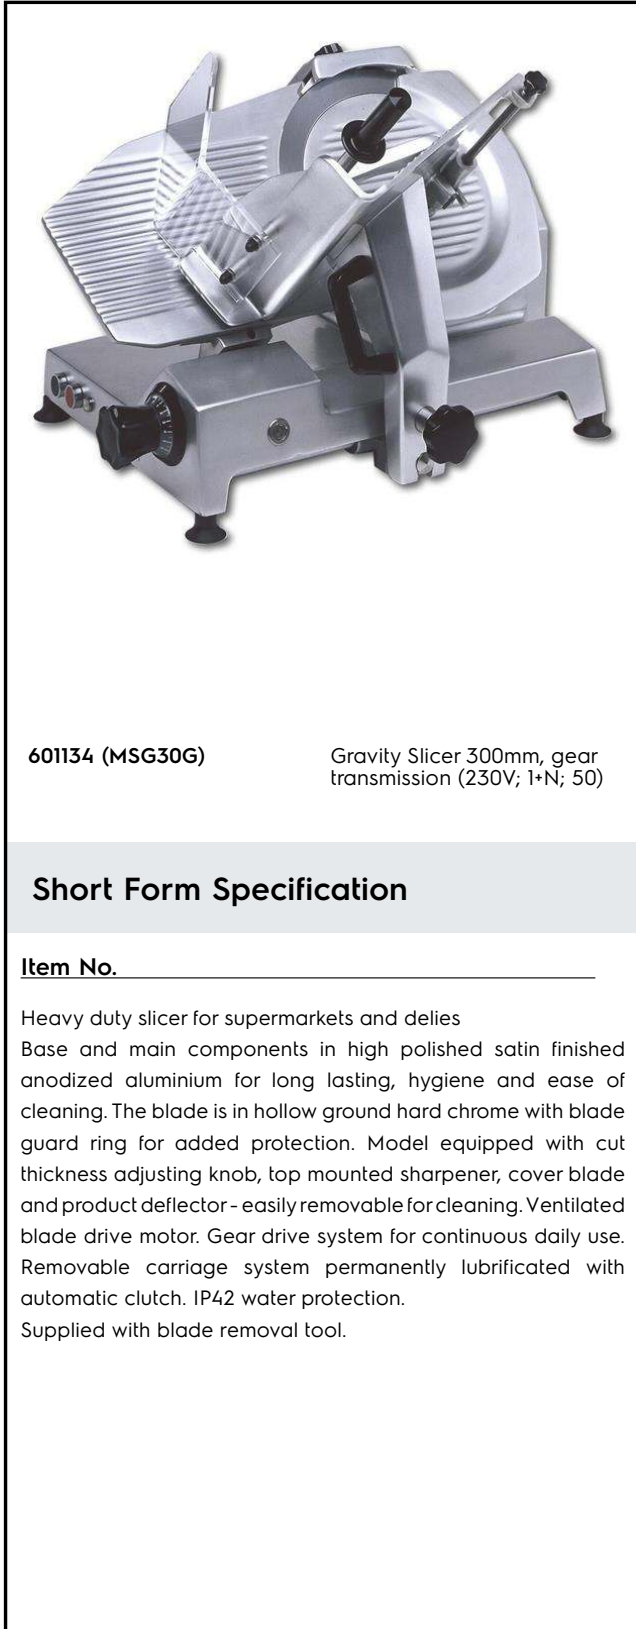 601134 (MSG30G)
Gravity Slicer 300mm, gear
transmission (230V; 1+N; 50)
Short Form Specification
Item No.
Heavy duty slicer for supermarkets and delies
Base and main components in high polished satin finished
anodized aluminium for long lasting, hygiene and ease of
cleaning. The blade is in hollow ground hard chrome with blade
guard ring for added protection. Model equipped with cut
thickness adjusting knob, top mounted sharpener, cover blade
and product deflector - easily removable for cleaning. Ventilated
blade drive motor. Gear drive system for continuous daily use.
Removable carriage system permanently lubrificated with
automatic clutch. IP42 water protection.
Supplied with blade removal tool.